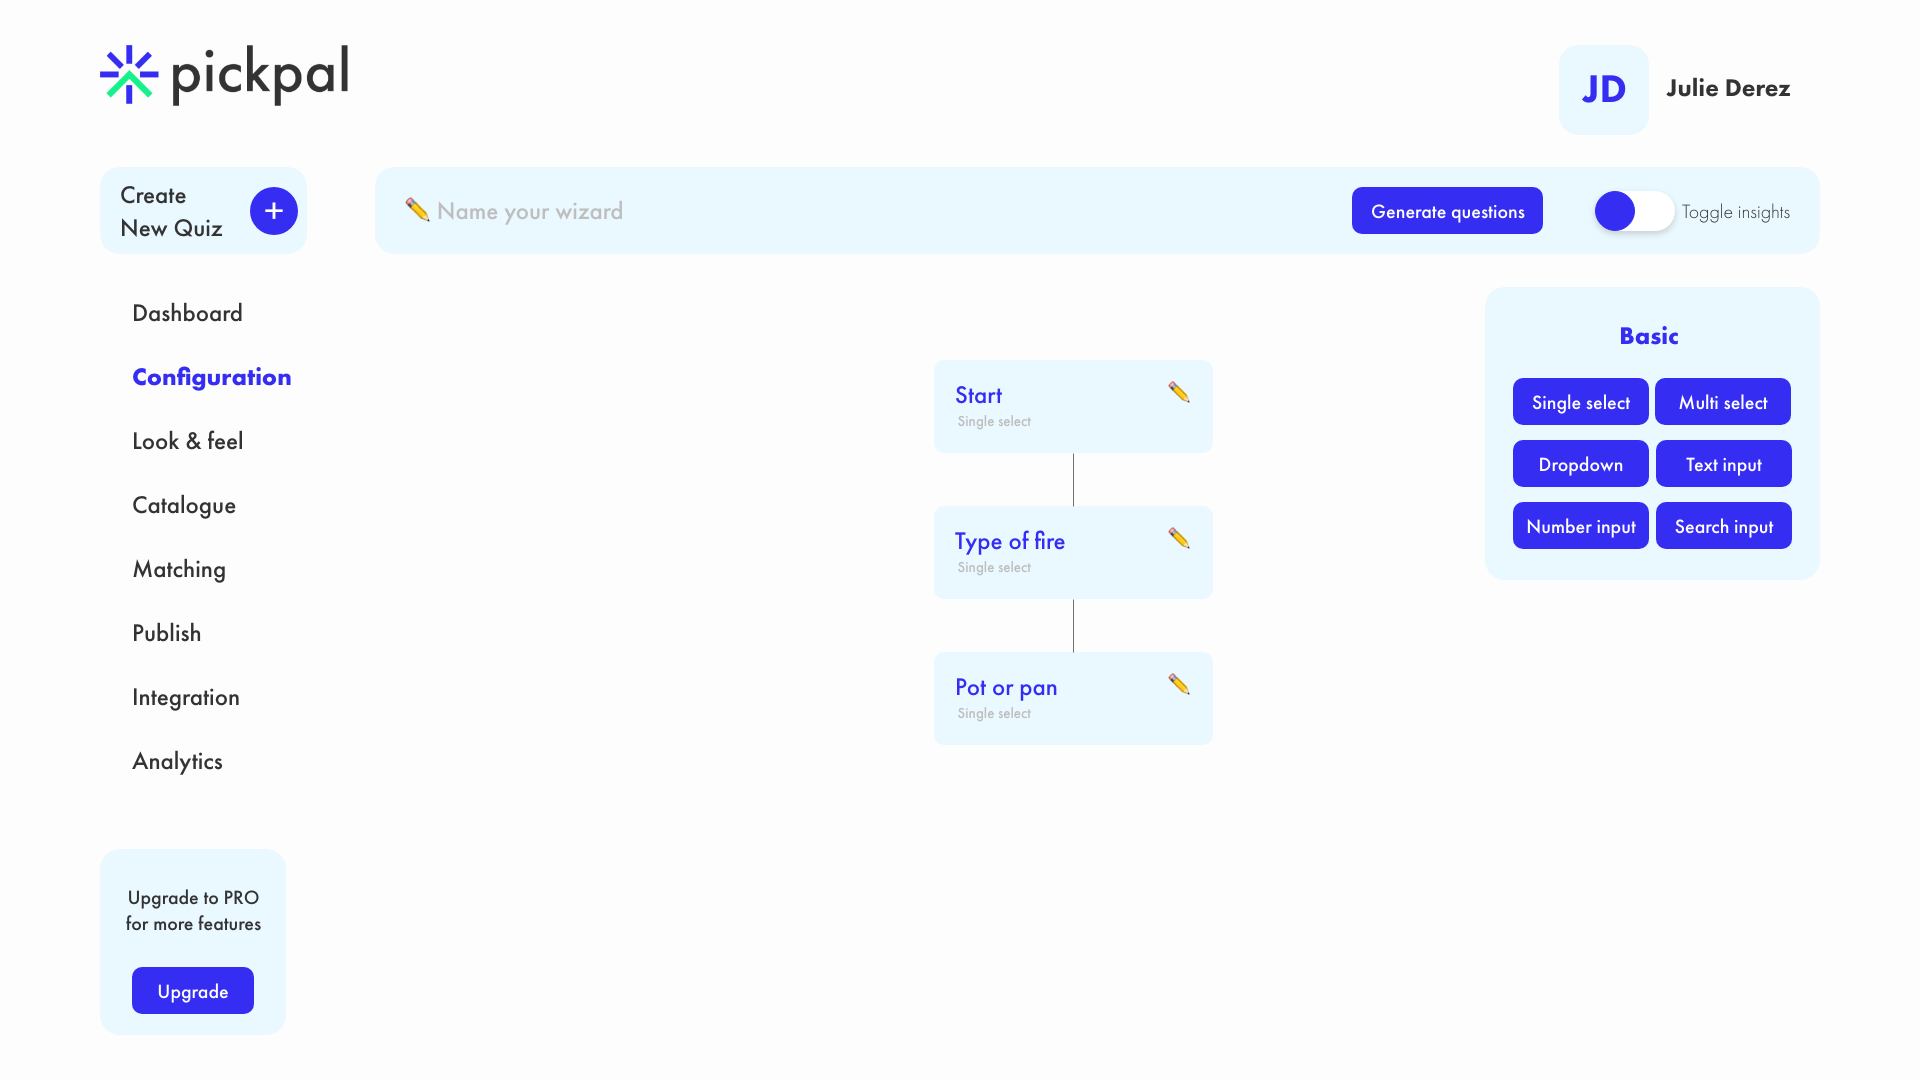 pickpal
JD
Julie Derez
Create
New Quiz
Name your wizard
Generate questions
Toggle insights
Dashboard
Configuration
Look & feel
Catalogue
Matching
Publish
Integration
Analytics
Start
Single select
Type of fire
Single select
Pot or pan
Single select
Basic
Single select
Multi select
Dropdown
Text input
Number input
Search input
Upgrade to PRO
for more features
Upgrade